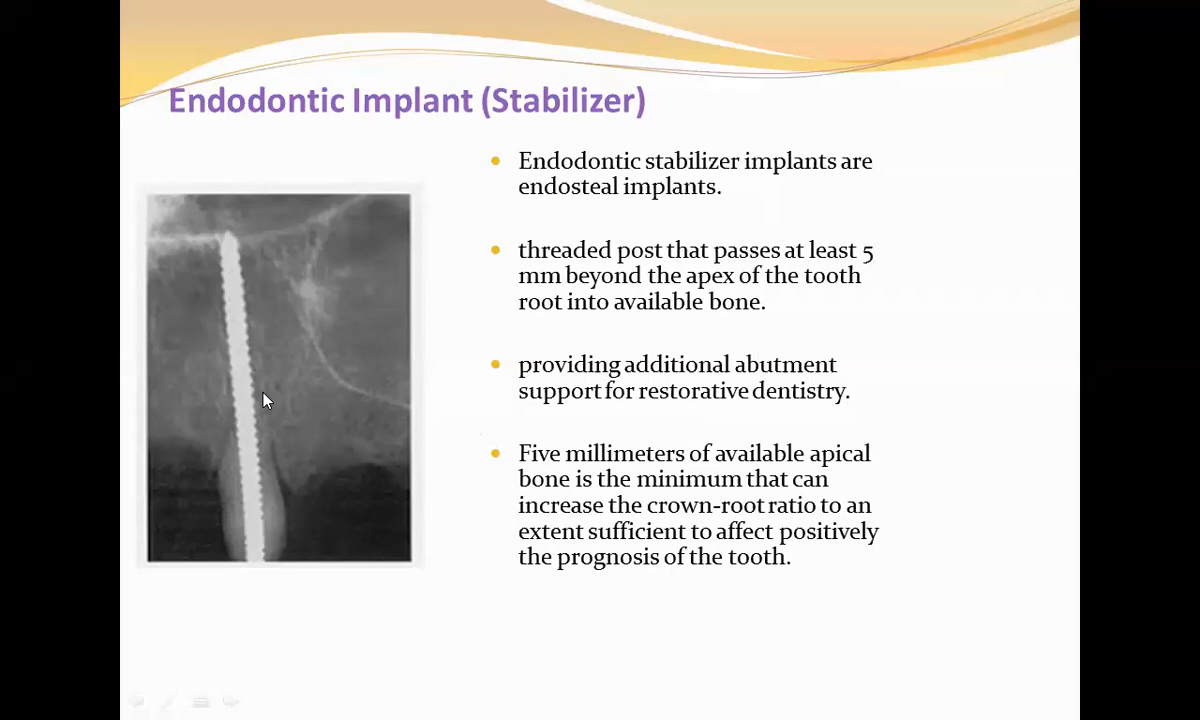 Endodontic Implant (Stabilizer)
Endodontic stabilizer implants are
endosteal implants.
threaded post that passes at least 5
mm beyond the apex of the tooth
root into available bone.
providing additional abutment
support for restorative dentistry.
Five millimeters of available apical
bone is the minimum that can
increase the crown-root ratio to an
extent sufficient to affect positively
the prognosis of the tooth.